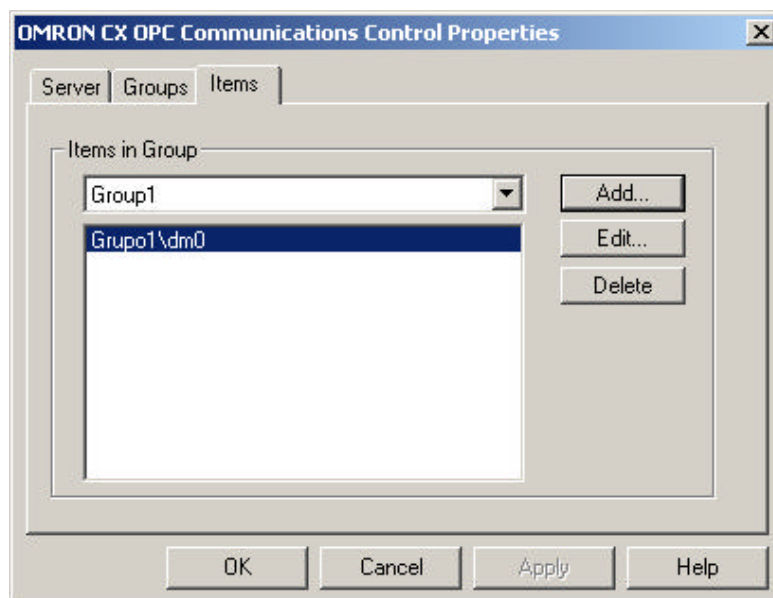 OMRON CX OPC Communications Control Properties
Server Groups Items
Items in Group
Group1
Add...
Grupo1\dm0
Edit...
Delete
OK Cancel Apply Help